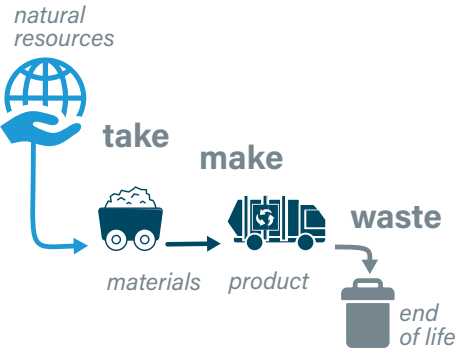 natural
resources
take
make
waste
materials
product
end
of life